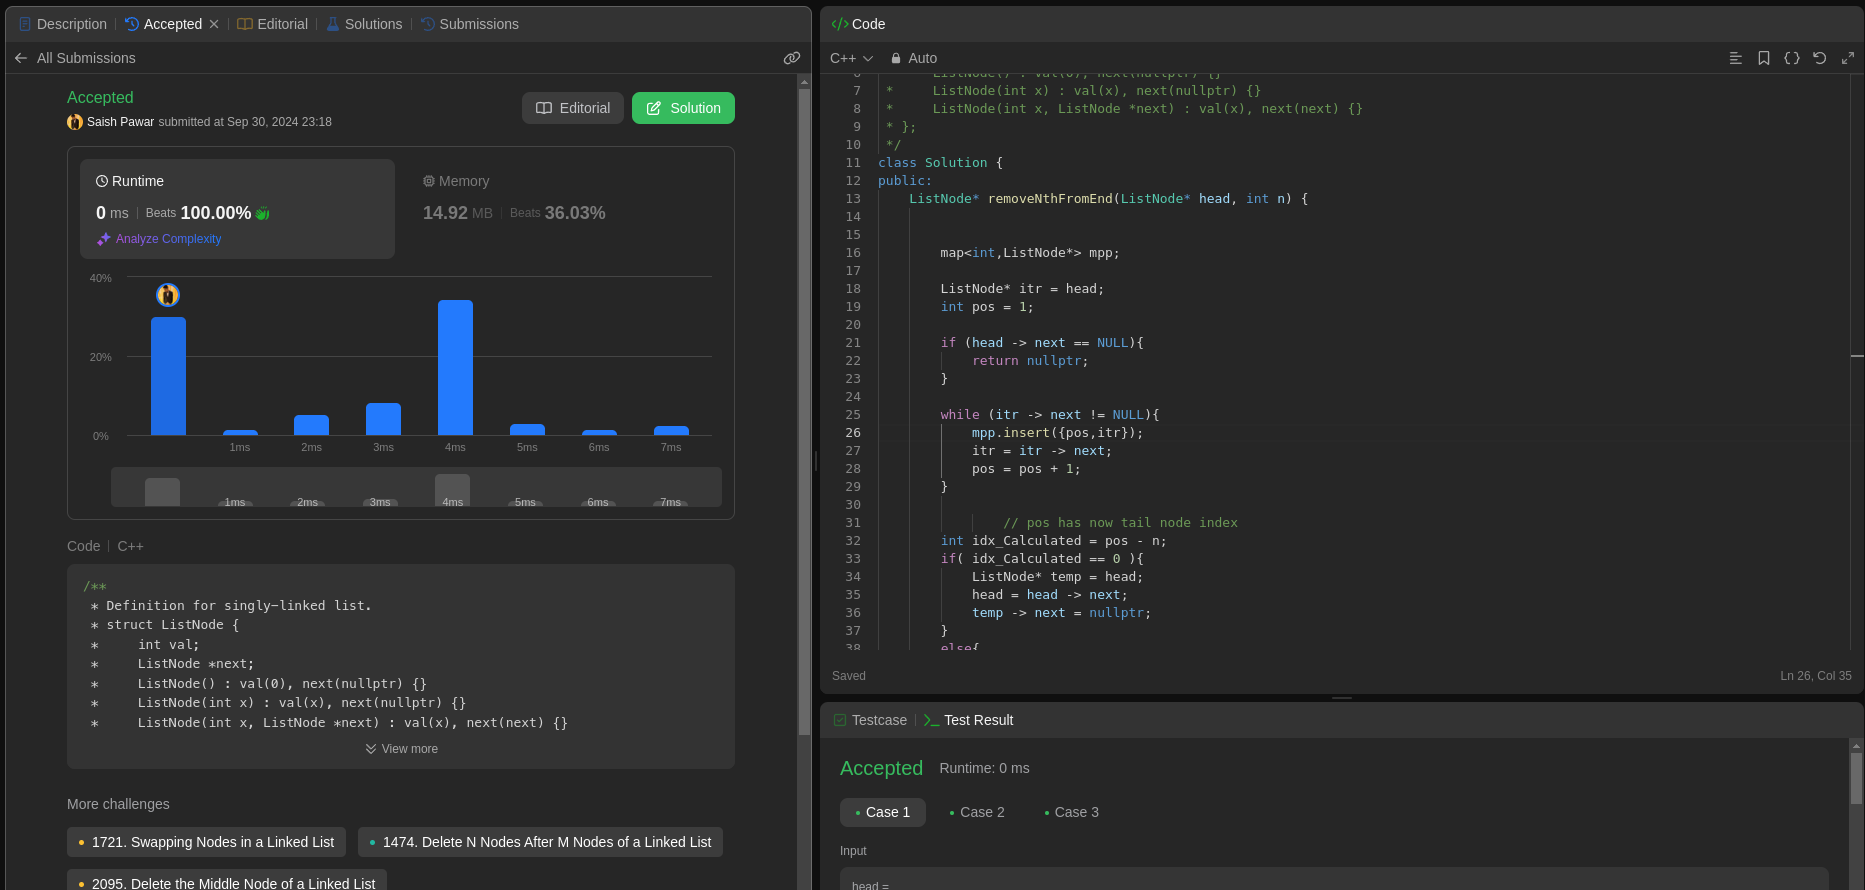 Description
Accepted
Editorial
Solutions
Submissions
All Submissions
Accepted
Saish Pawar submitted at Sep 30, 2024 23:18
Editorial
Solution
Runtime
0 ms Beats 100.00%
Analyze Complexity
Memory
14.92 MB Beats 36.03%
40%
20%
0%
1ms 2ms 3ms 4ms 5ms 6ms 7ms
1ms 2ms 3ms 4ms 5ms 6ms 7ms
Code C++
/**
 * Definition for singly-linked list.
 * struct ListNode {
 *     int val;
 *     ListNode *next;
 *     ListNode() : val(0), next(nullptr) {}
 *     ListNode(int x) : val(x), next(nullptr) {}
 *     ListNode(int x, ListNode *next) : val(x), next(next) {}
View more
More challenges
1721. Swapping Nodes in a Linked List
1474. Delete N Nodes After M Nodes of a Linked List
2095. Delete the Middle Node of a Linked List
</> Code
C++ Auto
6 ListNode() : val(0), next(nullptr) {}
7 *     ListNode(int x) : val(x), next(nullptr) {}
8 *     ListNode(int x, ListNode *next) : val(x), next(next) {}
9 * };
10 */
11 class Solution {
12 public:
13     ListNode* removeNthFromEnd(ListNode* head, int n) {
14
15
16         map<int,ListNode*> mpp;
17
18         ListNode* itr = head;
19         int pos = 1;
20
21         if (head -> next == NULL){
22             return nullptr;
23         }
24
25         while (itr -> next != NULL){
26             mpp.insert({pos,itr});
27             itr = itr -> next;
28             pos = pos + 1;
29         }
30
31                 // pos has now tail node index
32         int idx_Calculated = pos - n;
33         if( idx_Calculated == 0 ){
34             ListNode* temp = head;
35             head = head -> next;
36             temp -> next = nullptr;
37         }
38         else{
Saved
Ln 26, Col 35
Testcase
Test Result
Accepted Runtime: 0 ms
Case 1
Case 2
Case 3
Input
head =